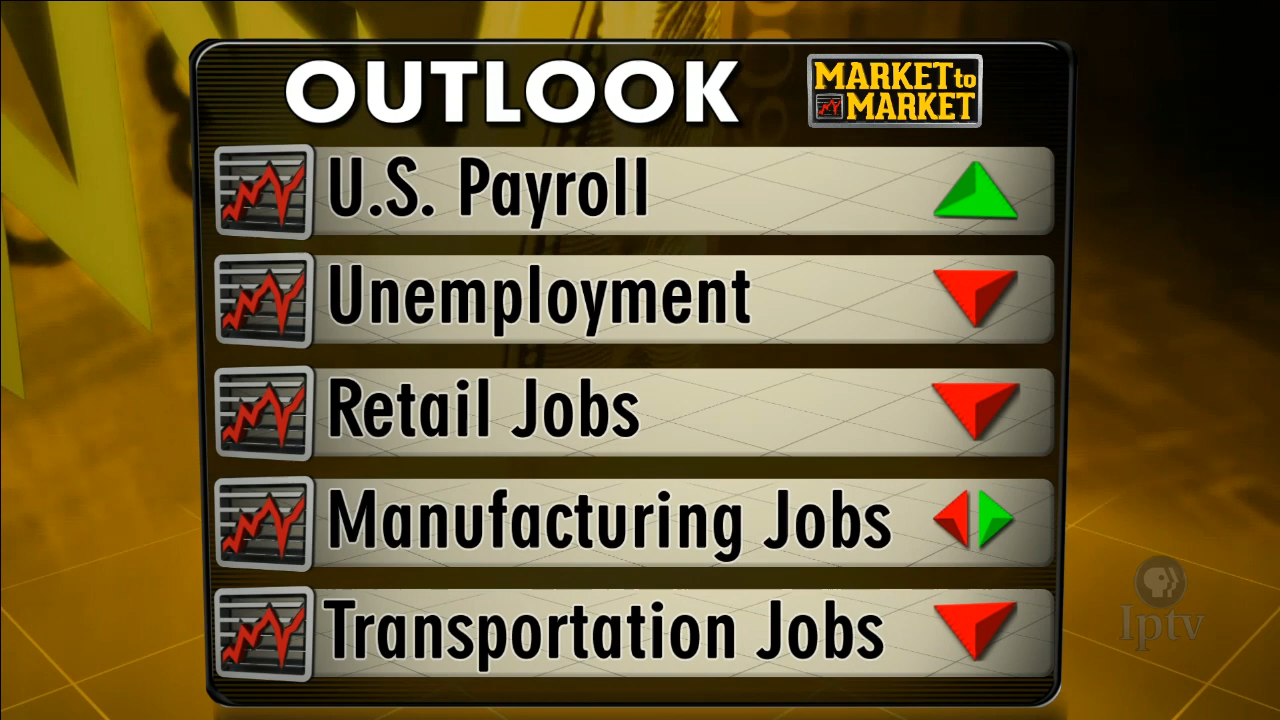 OUTLOOK
MARKET to
MARKET
U.S. Payroll
Unemployment
Retail Jobs
Manufacturing Jobs
Transportation Jobs
Iptv